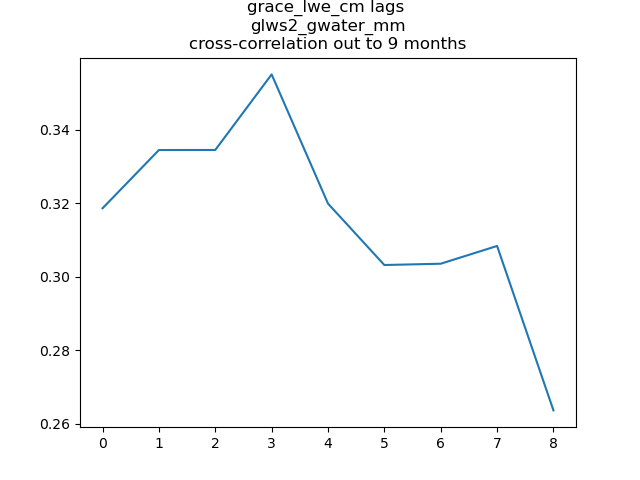 grace_lwe_cm lags
glws2_gwater_mm
cross-correlation out to 9 months
0.34
0.32
0.30
0.28
0.26
0 1 2 3 4 5 6 7 8